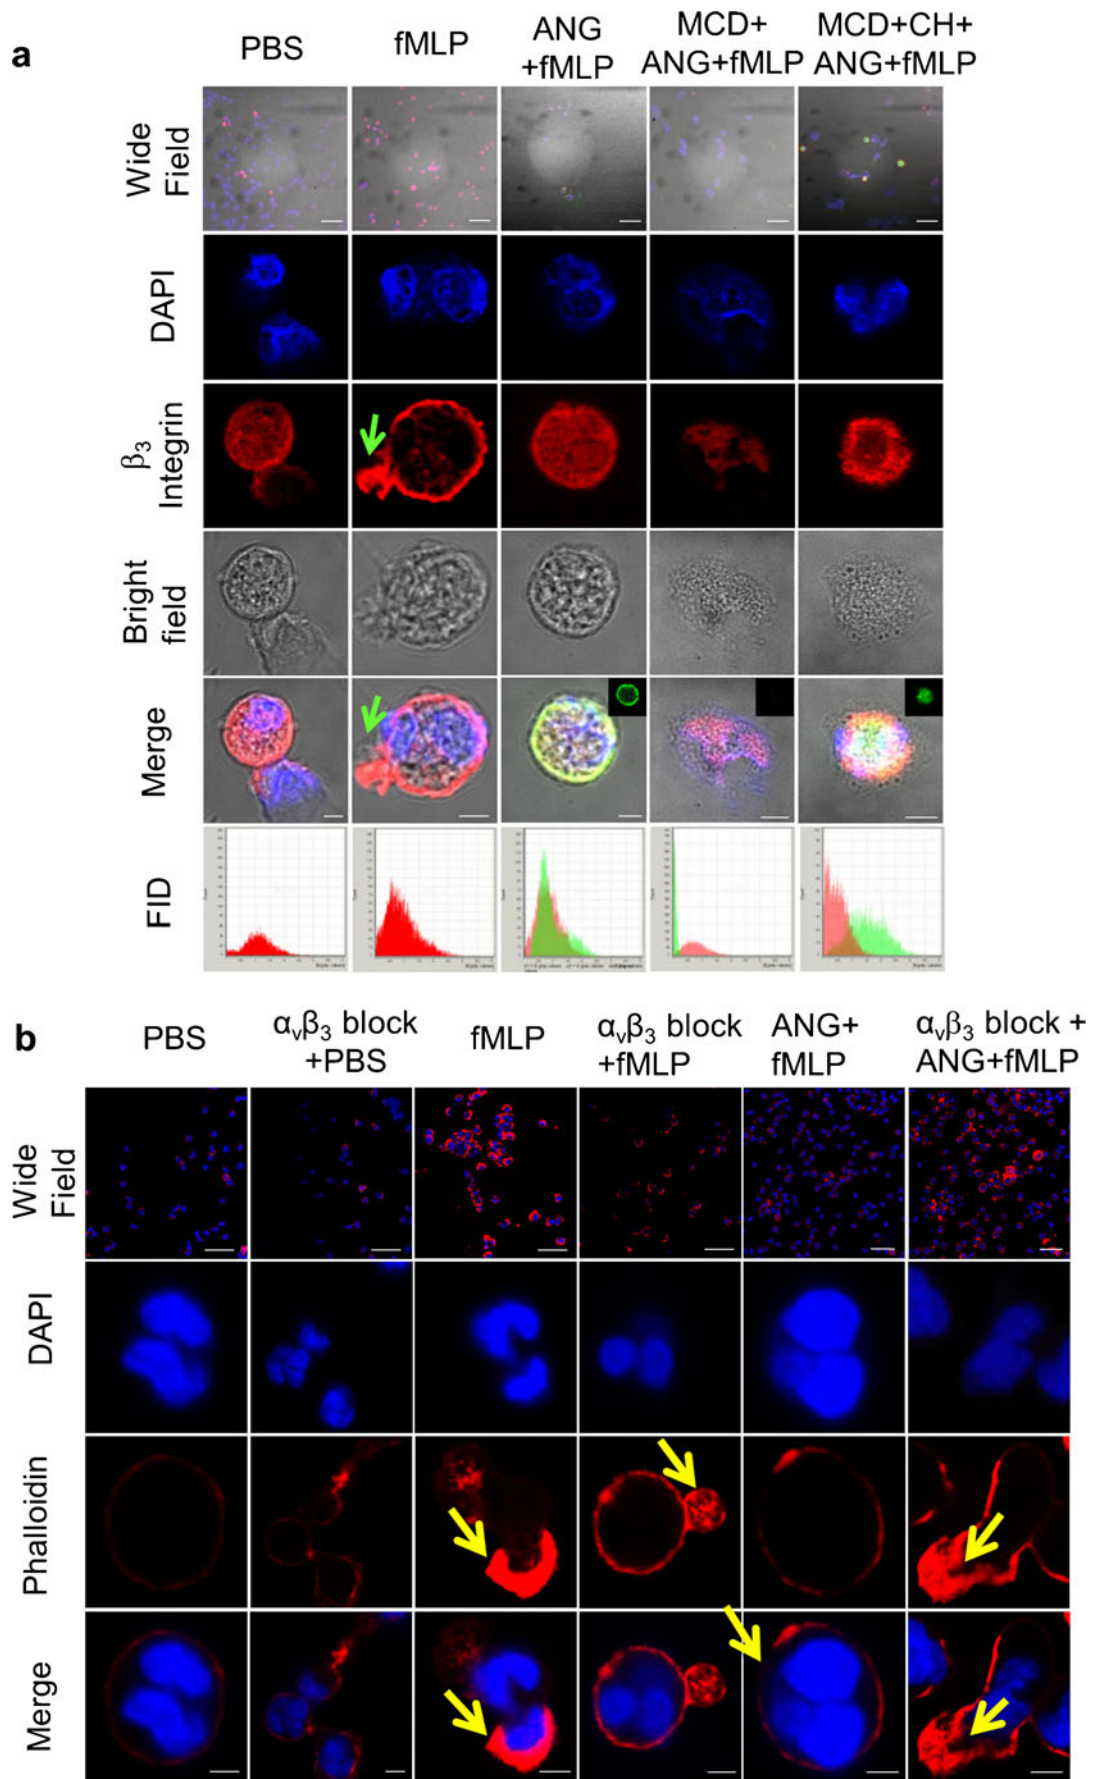 a
PBS
fMLP
ANG
+fMLP
MCD+
ANG+fMLP
MCD+CH+
ANG+fMLP
Wide
Field
DAPI
β₃
Integrin
Bright
field
Merge
FID
b
PBS
αᵥβ₃ block
+PBS
fMLP
αᵥβ₃ block
+fMLP
ANG+
fMLP
αᵥβ₃ block +
ANG+fMLP
Wide
Field
DAPI
Phalloidin
Merge